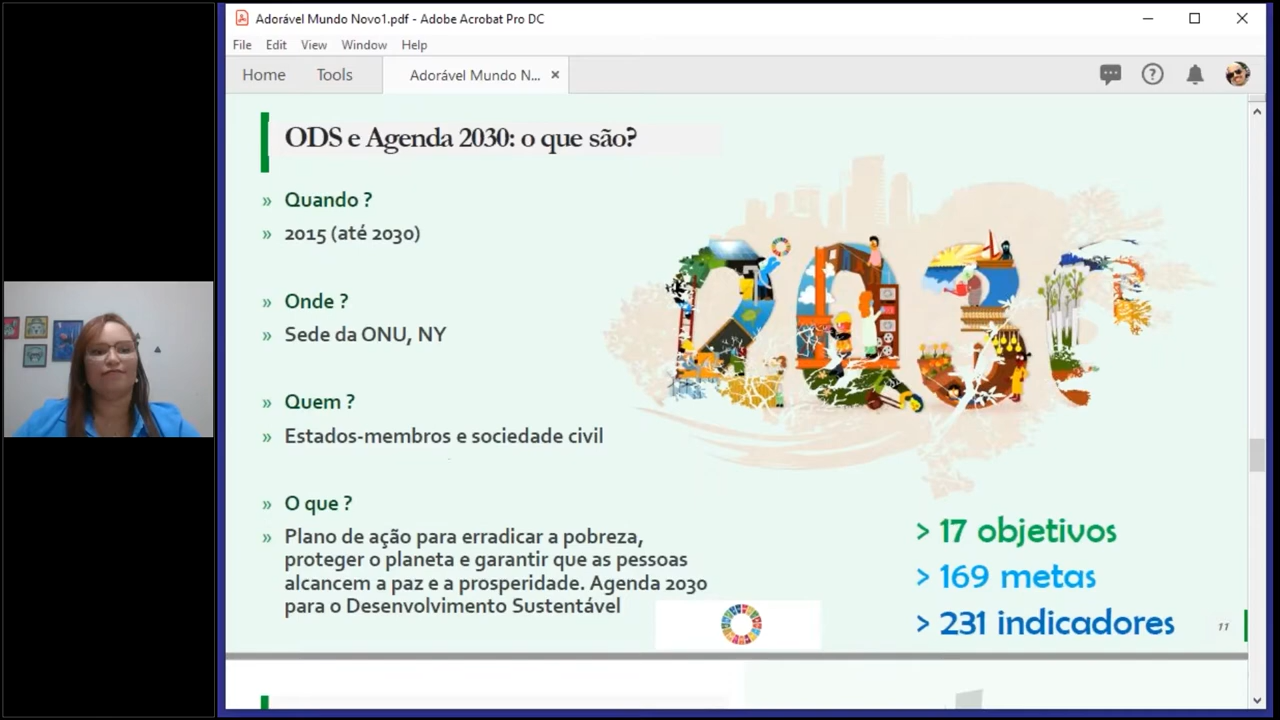 Adorável Mundo Novo1.pdf - Adobe Acrobat Pro DC
File Edit View Window Help
Home Tools Adorável Mundo N... ×
ODS e Agenda 2030: o que são?
» Quando ?
» 2015 (até 2030)
» Onde ?
» Sede da ONU, NY
» Quem ?
» Estados-membros e sociedade civil
» O que ?
» Plano de ação para erradicar a pobreza,
proteger o planeta e garantir que as pessoas
alcancem a paz e a prosperidade. Agenda 2030
para o Desenvolvimento Sustentável
2030
> 17 objetivos
> 169 metas
> 231 indicadores
11